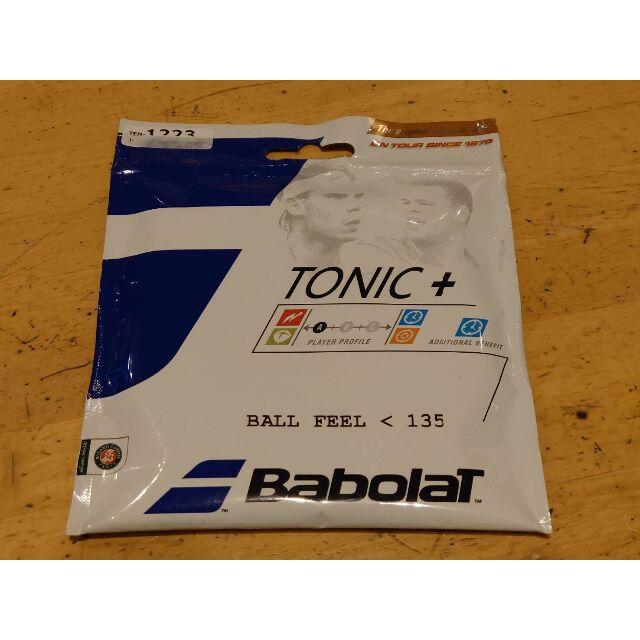 TEN-1223
ON TOUR SINCE 1875
TONIC +
A B C
PLAYER PROFILE
ADDITIONAL BENEFIT
BALL FEEL < 135
BabolaT